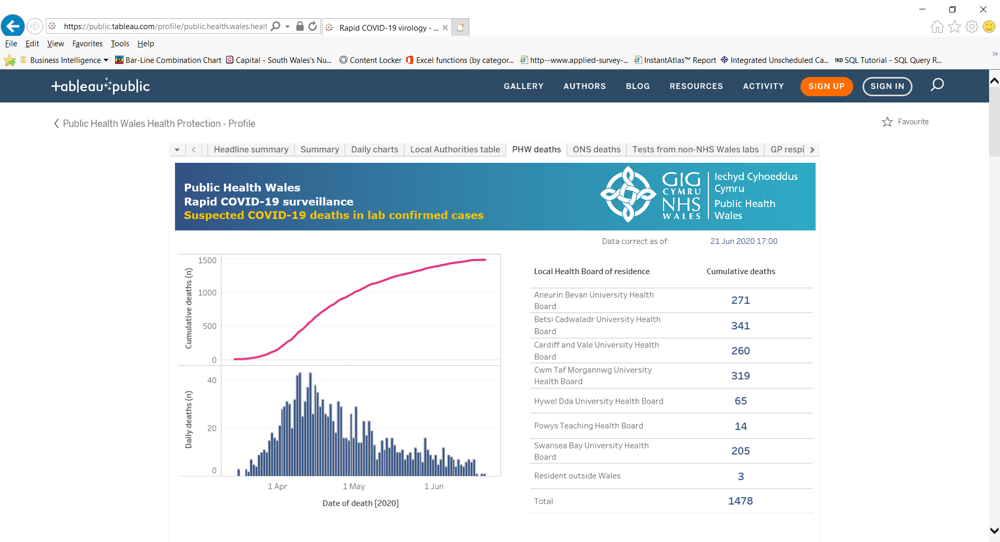 https://public.tableau.com/profile/public.health.wales.healt
Rapid COVID-19 virology - ...
File Edit View Favorites Tools Help
Business Intelligence
Bar-Line Combination Chart
Capital - South Wales's Nu...
Content Locker
Excel functions (by categor...
http--www.applied-survey-...
InstantAtlas™ Report
Integrated Unscheduled Ca...
1KD SQL Tutorial - SQL Query R...
+ableau public
GALLERY AUTHORS BLOG RESOURCES ACTIVITY SIGN UP SIGN IN
Public Health Wales Health Protection - Profile
Favourite
Headline summary Summary Daily charts Local Authorities table PHW deaths ONS deaths Tests from non-NHS Wales labs GP respi
Public Health Wales
Rapid COVID-19 surveillance
Suspected COVID-19 deaths in lab confirmed cases
GIG
CYMRU
NHS
WALES
Iechyd Cyhoeddus
Cymru
Public Health
Wales
Data correct as of: 21 Jun 2020 17:00
Cumulative deaths (n)
1500
1000
500
0
Daily deaths (n)
40
20
0
1 Apr 1 May 1 Jun
Date of death [2020]
Local Health Board of residence Cumulative deaths
Aneurin Bevan University Health
Board
271
Betsi Cadwaladr University Health
Board
341
Cardiff and Vale University Health
Board
260
Cwm Taf Morgannwg University
Health Board
319
Hywel Dda University Health Board 65
Powys Teaching Health Board 14
Swansea Bay University Health
Board
205
Resident outside Wales 3
Total 1478